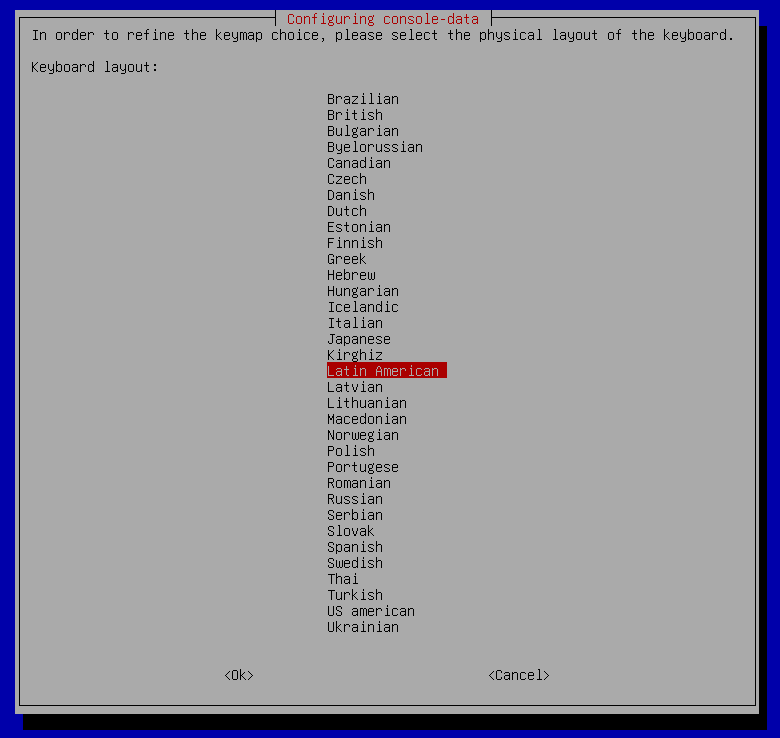 Configuring console-data
In order to refine the keymap choice, please select the physical layout of the keyboard.
Keyboard layout:
Brazilian
British
Bulgarian
Byelorussian
Canadian
Czech
Danish
Dutch
Estonian
Finnish
Greek
Hebrew
Hungarian
Icelandic
Italian
Japanese
Kirghiz
Latin American
Latvian
Lithuanian
Macedonian
Norwegian
Polish
Portugese
Romanian
Russian
Serbian
Slovak
Spanish
Swedish
Thai
Turkish
US american
Ukrainian
<Ok> <Cancel>